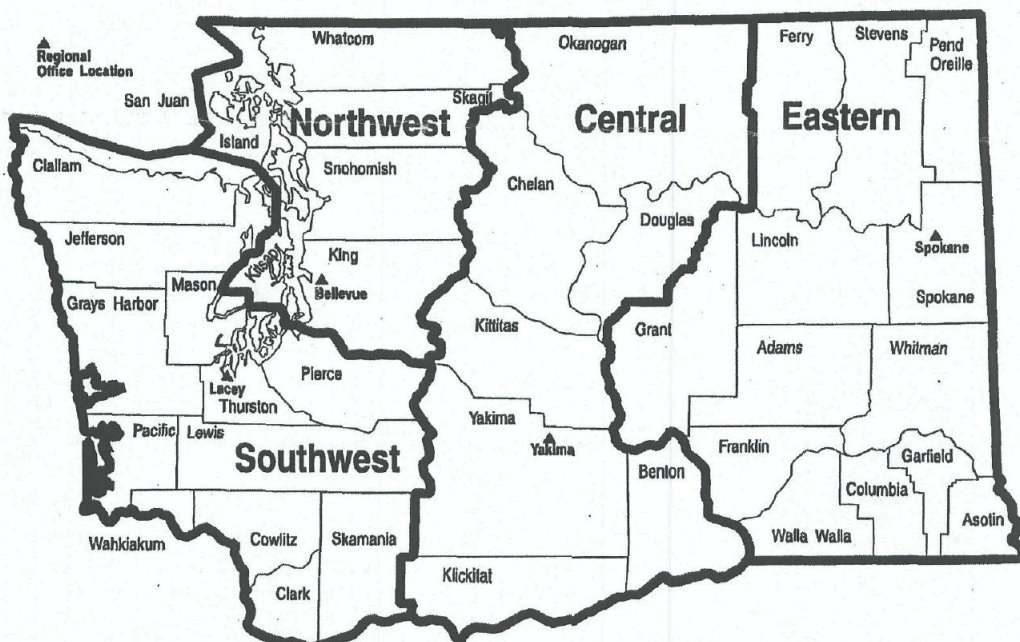 Regional
Office Location
San Juan
Whatcom
Skagit
Northwest
Island
Snohomish
Clallam
Jefferson
King
Bellevue
Kitsap
Mason
Grays Harbor
Pierce
Lacey
Thurston
Pacific
Lewis
Southwest
Wahkiakum
Cowlitz
Skamania
Clark
Okanogan
Central
Chelan
Douglas
Kittitas
Yakima
Yakima
Benton
Klickitat
Ferry
Stevens
Pend
Oreille
Eastern
Lincoln
Spokane
Spokane
Grant
Adams
Whitman
Franklin
Garfield
Columbia
Walla Walla
Asotin